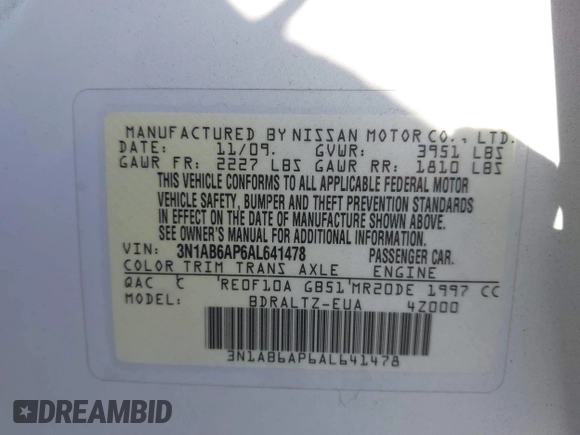 MANUFACTURED BY NISSAN MOTOR CO., LTD.
DATE: 11/09. GVWR: 3951 LBS
GAWR FR: 2227 LBS GAWR RR: 1810 LBS
THIS VEHICLE CONFORMS TO ALL APPLICABLE FEDERAL MOTOR
VEHICLE SAFETY, BUMPER AND THEFT PREVENTION STANDARDS
IN EFFECT ON THE DATE OF MANUFACTURE SHOWN ABOVE.
SEE OWNER'S MANUAL FOR ADDITIONAL INFORMATION.
VIN: 3N1AB6AP6AL641478 PASSENGER CAR.
COLOR TRIM TRANS AXLE ENGINE
QAC C 'RE0F10A GB51'MR20DE 1997 CC
MODEL: BDRALTZ-EUA 4Z000
3N1AB6AP6AL641478
DREAMBID